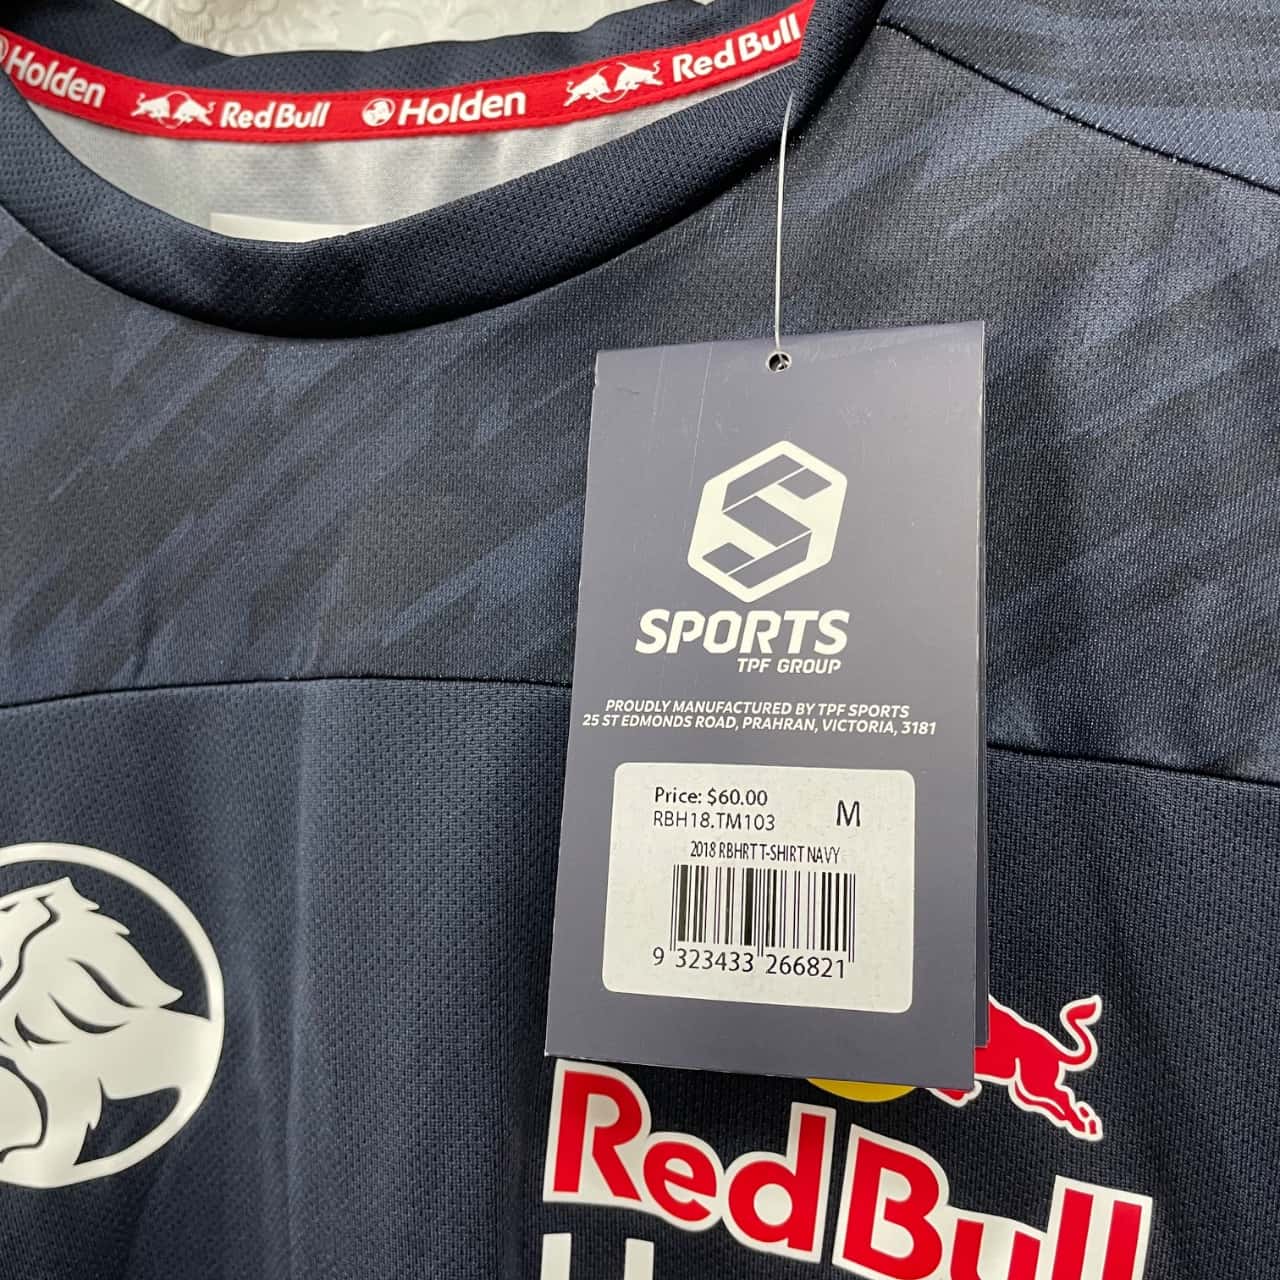 Holden Red Bull Holden Red Bull
SPORTS
TPF GROUP
PROUDLY MANUFACTURED BY TPF SPORTS
25 ST EDMONDS ROAD, PRAHRAN, VICTORIA, 3181
Price: $60.00
RBH18.TM103
M
2018 RBHRT T-SHIRT NAVY
9 323433 266821
Red Bull